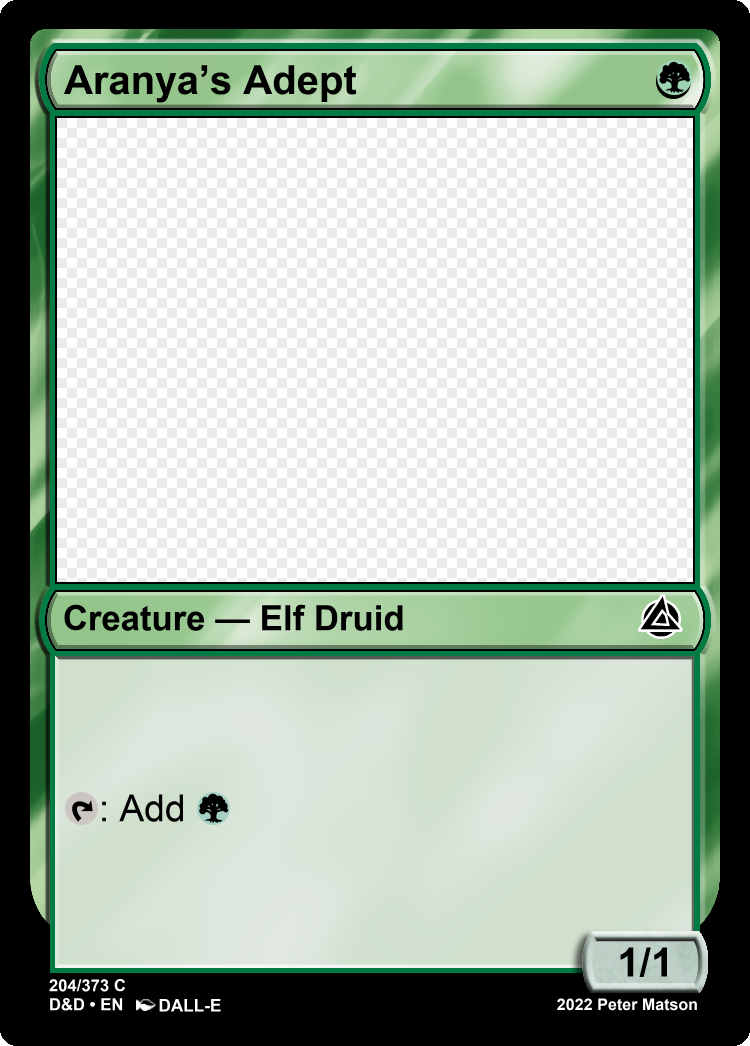 Aranya’s Adept
Creature — Elf Druid
: Add
1/1
204/373 C
D&D • EN DALL-E
2022 Peter Matson